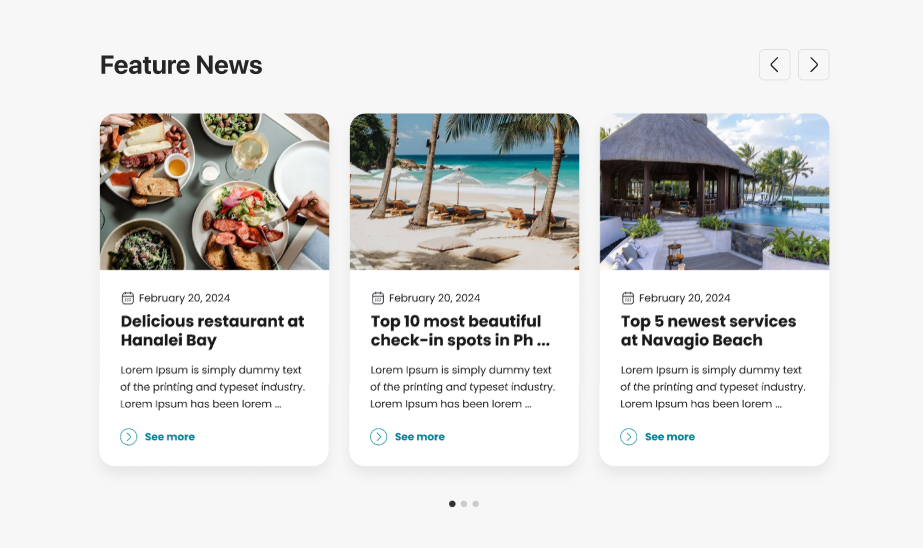 Feature News
February 20, 2024
Delicious restaurant at
Hanalei Bay
Lorem Ipsum is simply dummy text
of the printing and typeset industry.
Lorem Ipsum has been lorem ...
See more
February 20, 2024
Top 10 most beautiful
check-in spots in Ph ...
Lorem Ipsum is simply dummy text
of the printing and typeset industry.
Lorem Ipsum has been lorem ...
See more
February 20, 2024
Top 5 newest services
at Navagio Beach
Lorem Ipsum is simply dummy text
of the printing and typeset industry.
Lorem Ipsum has been lorem ...
See more